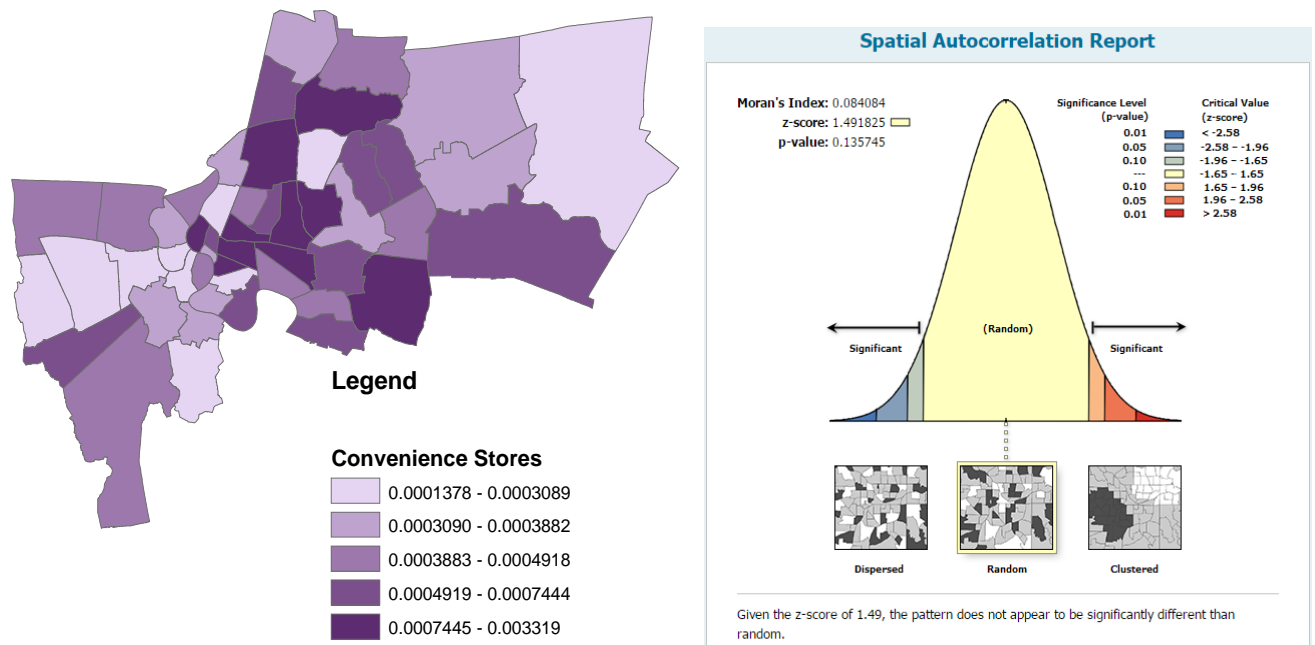 Legend
Convenience Stores
0.0001378 - 0.0003089
0.0003090 - 0.0003882
0.0003883 - 0.0004918
0.0004919 - 0.0007444
0.0007445 - 0.003319
Spatial Autocorrelation Report
Moran's Index: 0.084084
z-score: 1.491825
p-value: 0.135745
Significance Level
(p-value)
Critical Value
(z-score)
0.01 < -2.58
0.05 -2.58 – -1.96
0.10 -1.96 – -1.65
--- -1.65 – 1.65
0.10 1.65 – 1.96
0.05 1.96 – 2.58
0.01 > 2.58
(Random)
Significant
Significant
Dispersed
Random
Clustered
Given the z-score of 1.49, the pattern does not appear to be significantly different than
random.